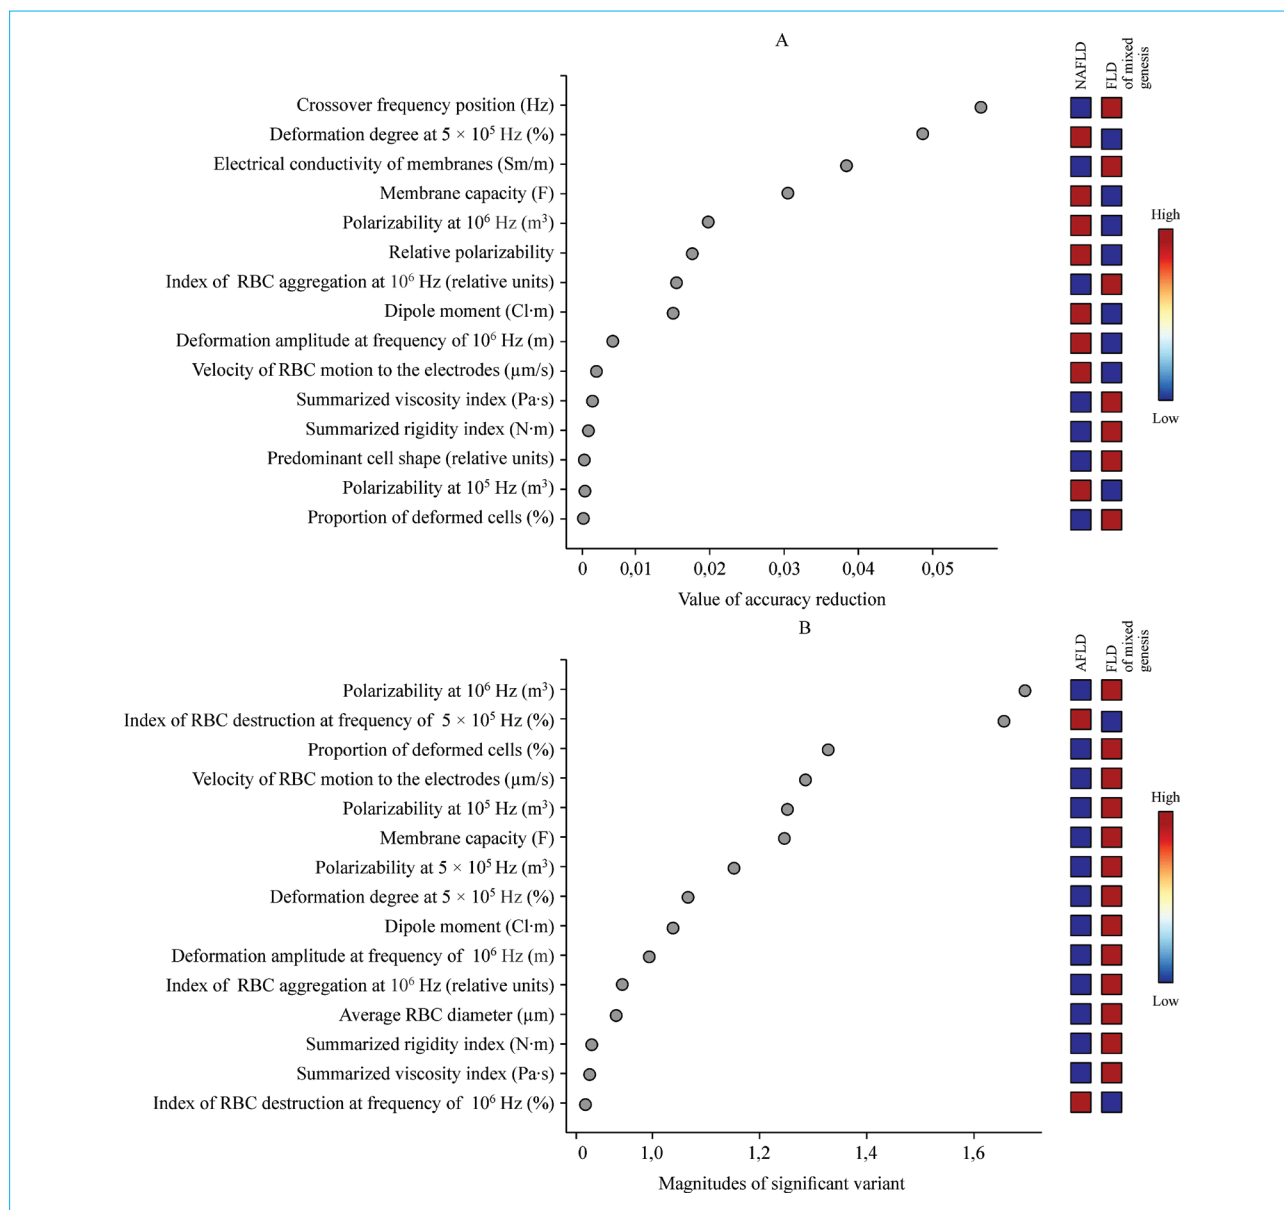 A
NAFLD
FLD
of mixed
genesis
Crossover frequency position (Hz)
Deformation degree at 5 × 10⁵ Hz (%)
Electrical conductivity of membranes (Sm/m)
Membrane capacity (F)
Polarizability at 10⁶ Hz (m³)
Relative polarizability
Index of RBC aggregation at 10⁶ Hz (relative units)
Dipole moment (Cl·m)
Deformation amplitude at frequency of 10⁶ Hz (m)
Velocity of RBC motion to the electrodes (µm/s)
Summarized viscosity index (Pa·s)
Summarized rigidity index (N·m)
Predominant cell shape (relative units)
Polarizability at 10⁵ Hz (m³)
Proportion of deformed cells (%)
High
Low
0 0,01 0,02 0,03 0,04 0,05
Value of accuracy reduction
B
AFLD
FLD
of mixed
genesis
Polarizability at 10⁶ Hz (m³)
Index of RBC destruction at frequency of 5 × 10⁵ Hz (%)
Proportion of deformed cells (%)
Velocity of RBC motion to the electrodes (µm/s)
Polarizability at 10⁵ Hz (m³)
Membrane capacity (F)
Polarizability at 5 × 10⁵ Hz (m³)
Deformation degree at 5 × 10⁵ Hz (%)
Dipole moment (Cl·m)
Deformation amplitude at frequency of 10⁶ Hz (m)
Index of RBC aggregation at 10⁶ Hz (relative units)
Average RBC diameter (µm)
Summarized rigidity index (N·m)
Summarized viscosity index (Pa·s)
Index of RBC destruction at frequency of 10⁶ Hz (%)
High
Low
0 1,0 1,2 1,4 1,6
Magnitudes of significant variant